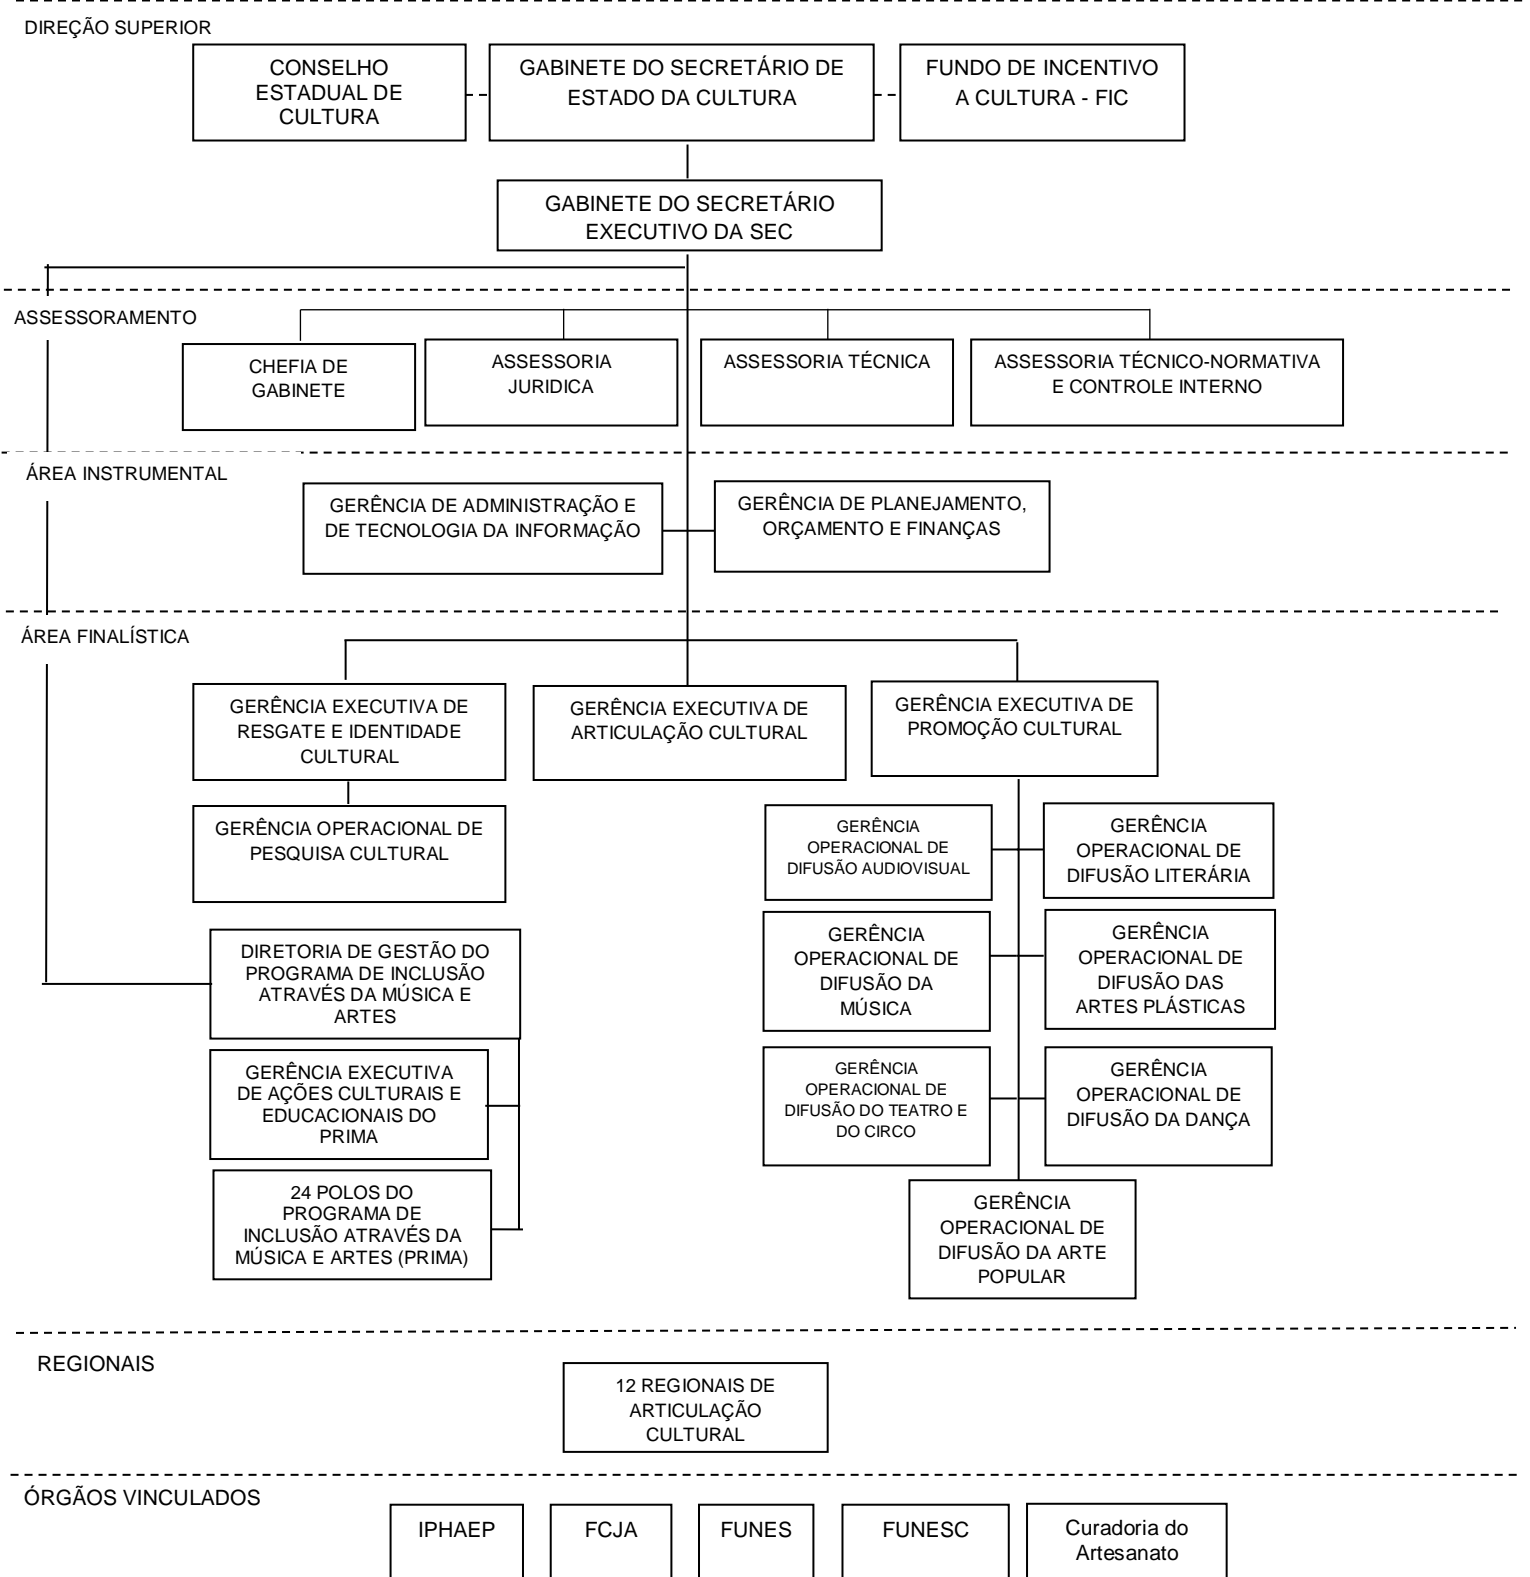 DIREÇÃO SUPERIOR
CONSELHO
ESTADUAL DE
CULTURA
GABINETE DO SECRETÁRIO DE
ESTADO DA CULTURA
FUNDO DE INCENTIVO
A CULTURA - FIC
GABINETE DO SECRETÁRIO
EXECUTIVO DA SEC
ASSESSORAMENTO
CHEFIA DE
GABINETE
ASSESSORIA
JURIDICA
ASSESSORIA TÉCNICA
ASSESSORIA TÉCNICO-NORMATIVA
E CONTROLE INTERNO
ÁREA INSTRUMENTAL
GERÊNCIA DE ADMINISTRAÇÃO E
DE TECNOLOGIA DA INFORMAÇÃO
GERÊNCIA DE PLANEJAMENTO,
ORÇAMENTO E FINANÇAS
ÁREA FINALÍSTICA
GERÊNCIA EXECUTIVA DE
RESGATE E IDENTIDADE
CULTURAL
GERÊNCIA EXECUTIVA DE
ARTICULAÇÃO CULTURAL
GERÊNCIA EXECUTIVA DE
PROMOÇÃO CULTURAL
GERÊNCIA OPERACIONAL DE
PESQUISA CULTURAL
GERÊNCIA
OPERACIONAL DE
DIFUSÃO AUDIOVISUAL
GERÊNCIA
OPERACIONAL DE
DIFUSÃO LITERÁRIA
DIRETORIA DE GESTÃO DO
PROGRAMA DE INCLUSÃO
ATRAVÉS DA MÚSICA E
ARTES
GERÊNCIA
OPERACIONAL DE
DIFUSÃO DA
MÚSICA
GERÊNCIA
OPERACIONAL DE
DIFUSÃO DAS
ARTES PLÁSTICAS
GERÊNCIA EXECUTIVA
DE AÇÕES CULTURAIS E
EDUCACIONAIS DO
PRIMA
GERÊNCIA
OPERACIONAL DE
DIFUSÃO DO TEATRO E
DO CIRCO
GERÊNCIA
OPERACIONAL DE
DIFUSÃO DA DANÇA
24 POLOS DO
PROGRAMA DE
INCLUSÃO ATRAVÉS DA
MÚSICA E ARTES (PRIMA)
GERÊNCIA
OPERACIONAL DE
DIFUSÃO DA ARTE
POPULAR
REGIONAIS
12 REGIONAIS DE
ARTICULAÇÃO
CULTURAL
ÓRGÃOS VINCULADOS
IPHAEP
FCJA
FUNES
FUNESC
Curadoria do
Artesanato